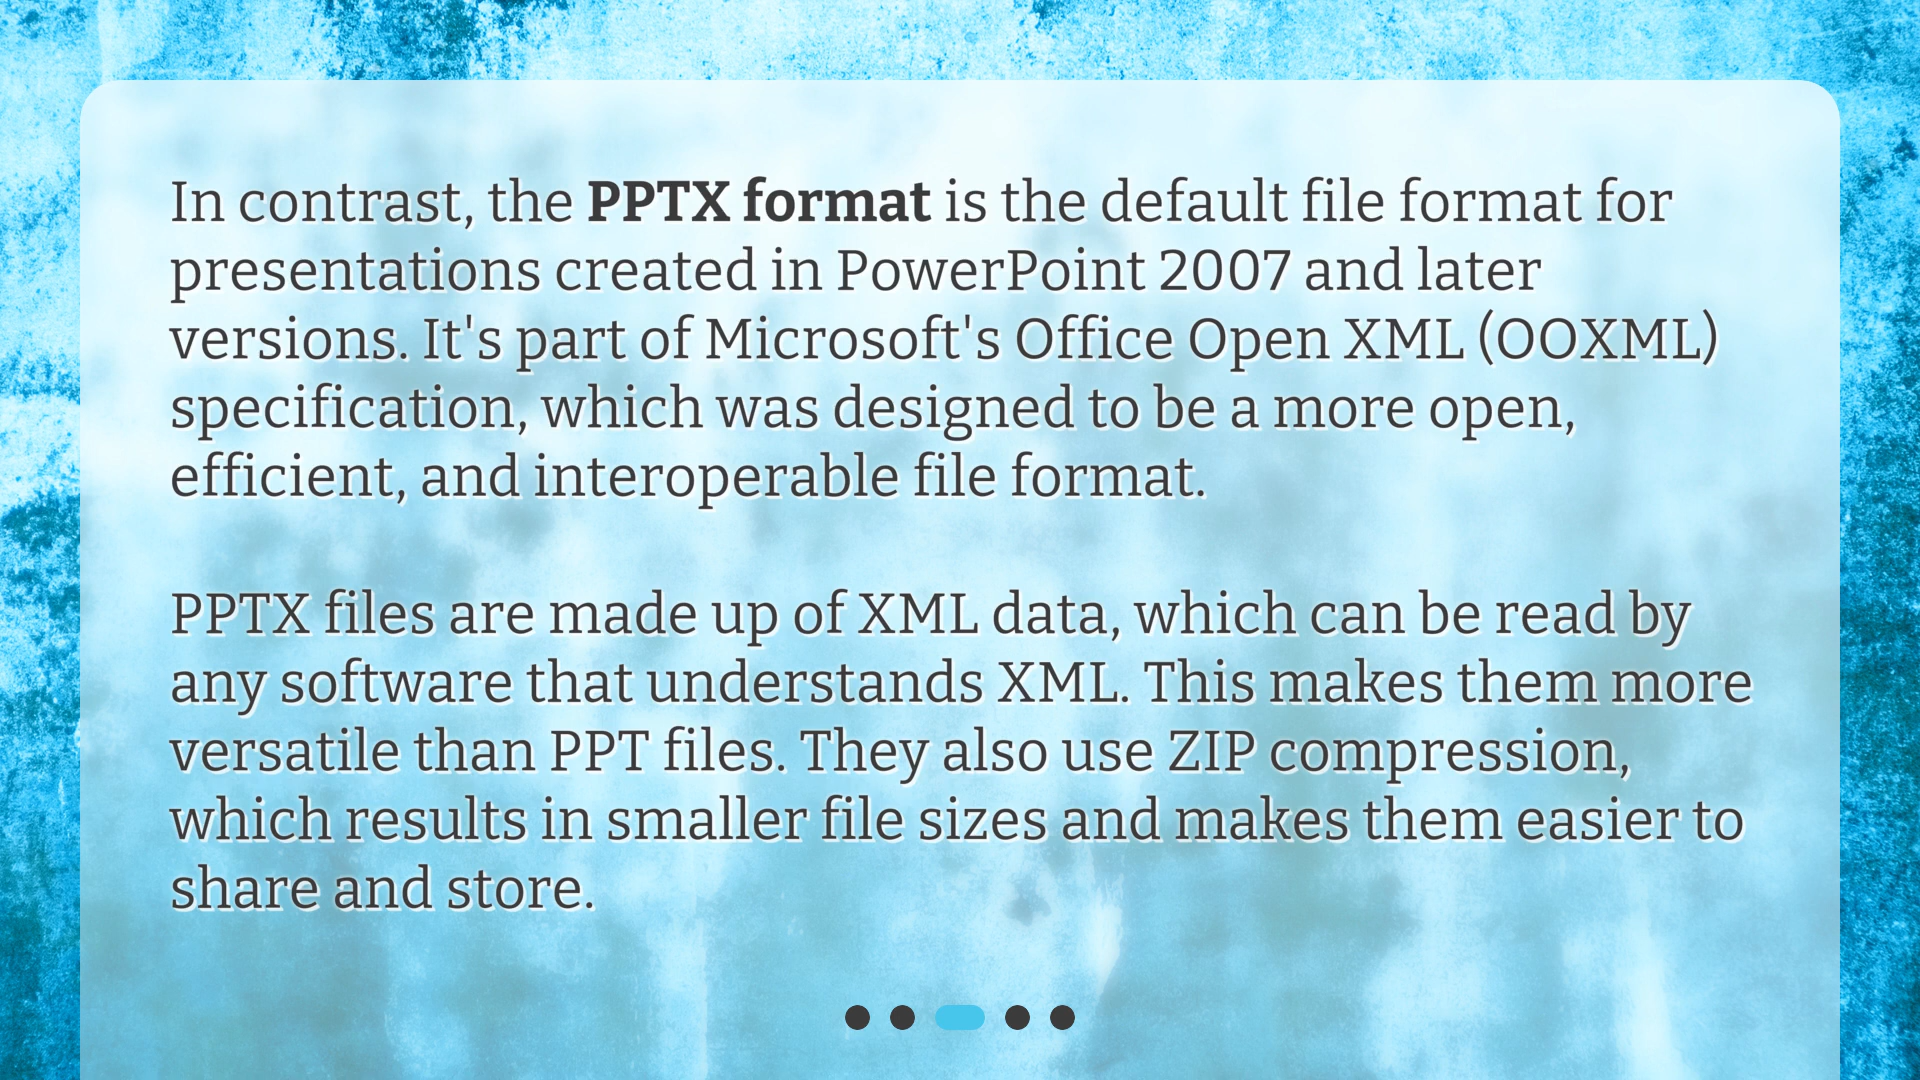 In contrast, the PPTX format is the default file format for
presentations created in PowerPoint 2007 and later
versions. It's part of Microsoft's Office Open XML (OOXML)
specification, which was designed to be a more open,
efficient, and interoperable file format.
PPTX files are made up of XML data, which can be read by
any software that understands XML. This makes them more
versatile than PPT files. They also use ZIP compression,
which results in smaller file sizes and makes them easier to
share and store.